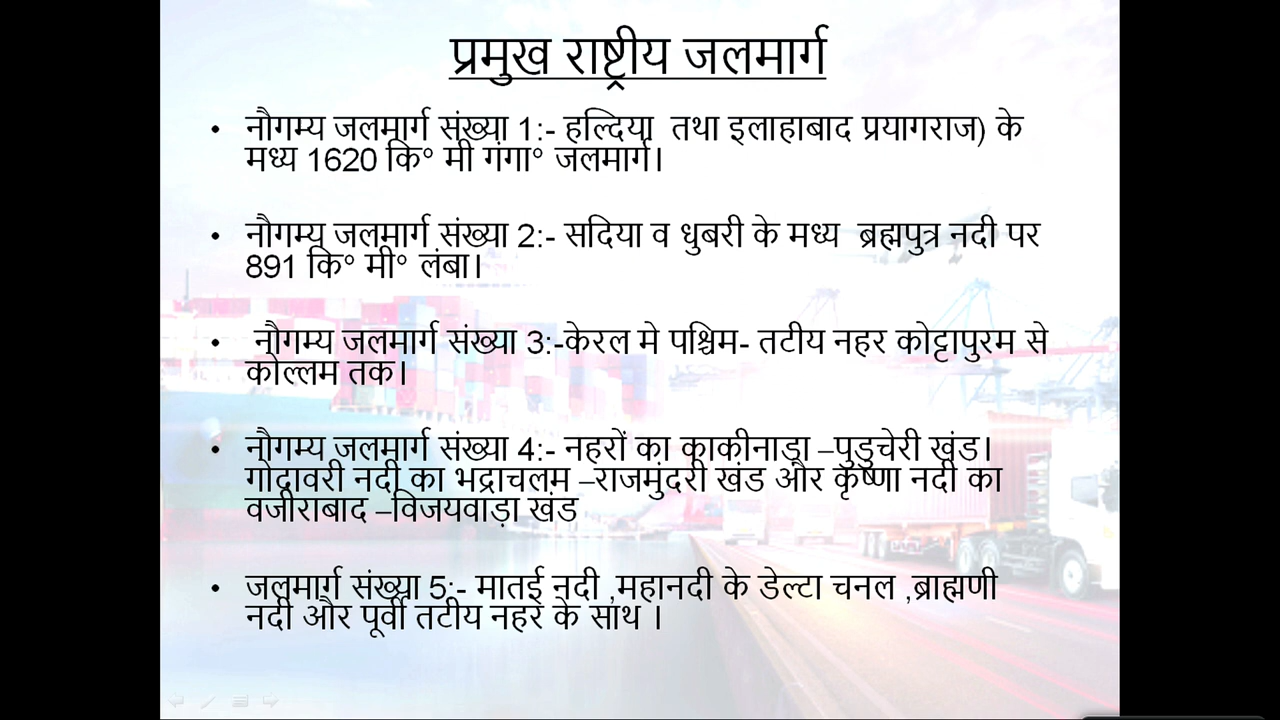 प्रमुख राष्ट्रीय जलमार्ग
• नौगम्य जलमार्ग संख्या 1:- हल्दिया तथा इलाहाबाद प्रयागराज) के
मध्य 1620 कि° मी गंगा° जलमार्ग।
• नौगम्य जलमार्ग संख्या 2:- सदिया व धुबरी के मध्य ब्रह्मपुत्र नदी पर
891 कि° मी° लंबा।
• नौगम्य जलमार्ग संख्या 3:-केरल मे पश्चिम- तटीय नहर कोट्टापुरम से
कोल्लम तक।
• नौगम्य जलमार्ग संख्या 4:- नहरों का काकीनाड़ा –पुडुचेरी खंड।
गोदावरी नदी का भद्राचलम –राजमुंदरी खंड और कृष्णा नदी का
वजीराबाद –विजयवाड़ा खंड
• जलमार्ग संख्या 5:- मातई नदी ,महानदी के डेल्टा चनल ,ब्राह्मणी
नदी और पूर्वी तटीय नहर के साथ ।